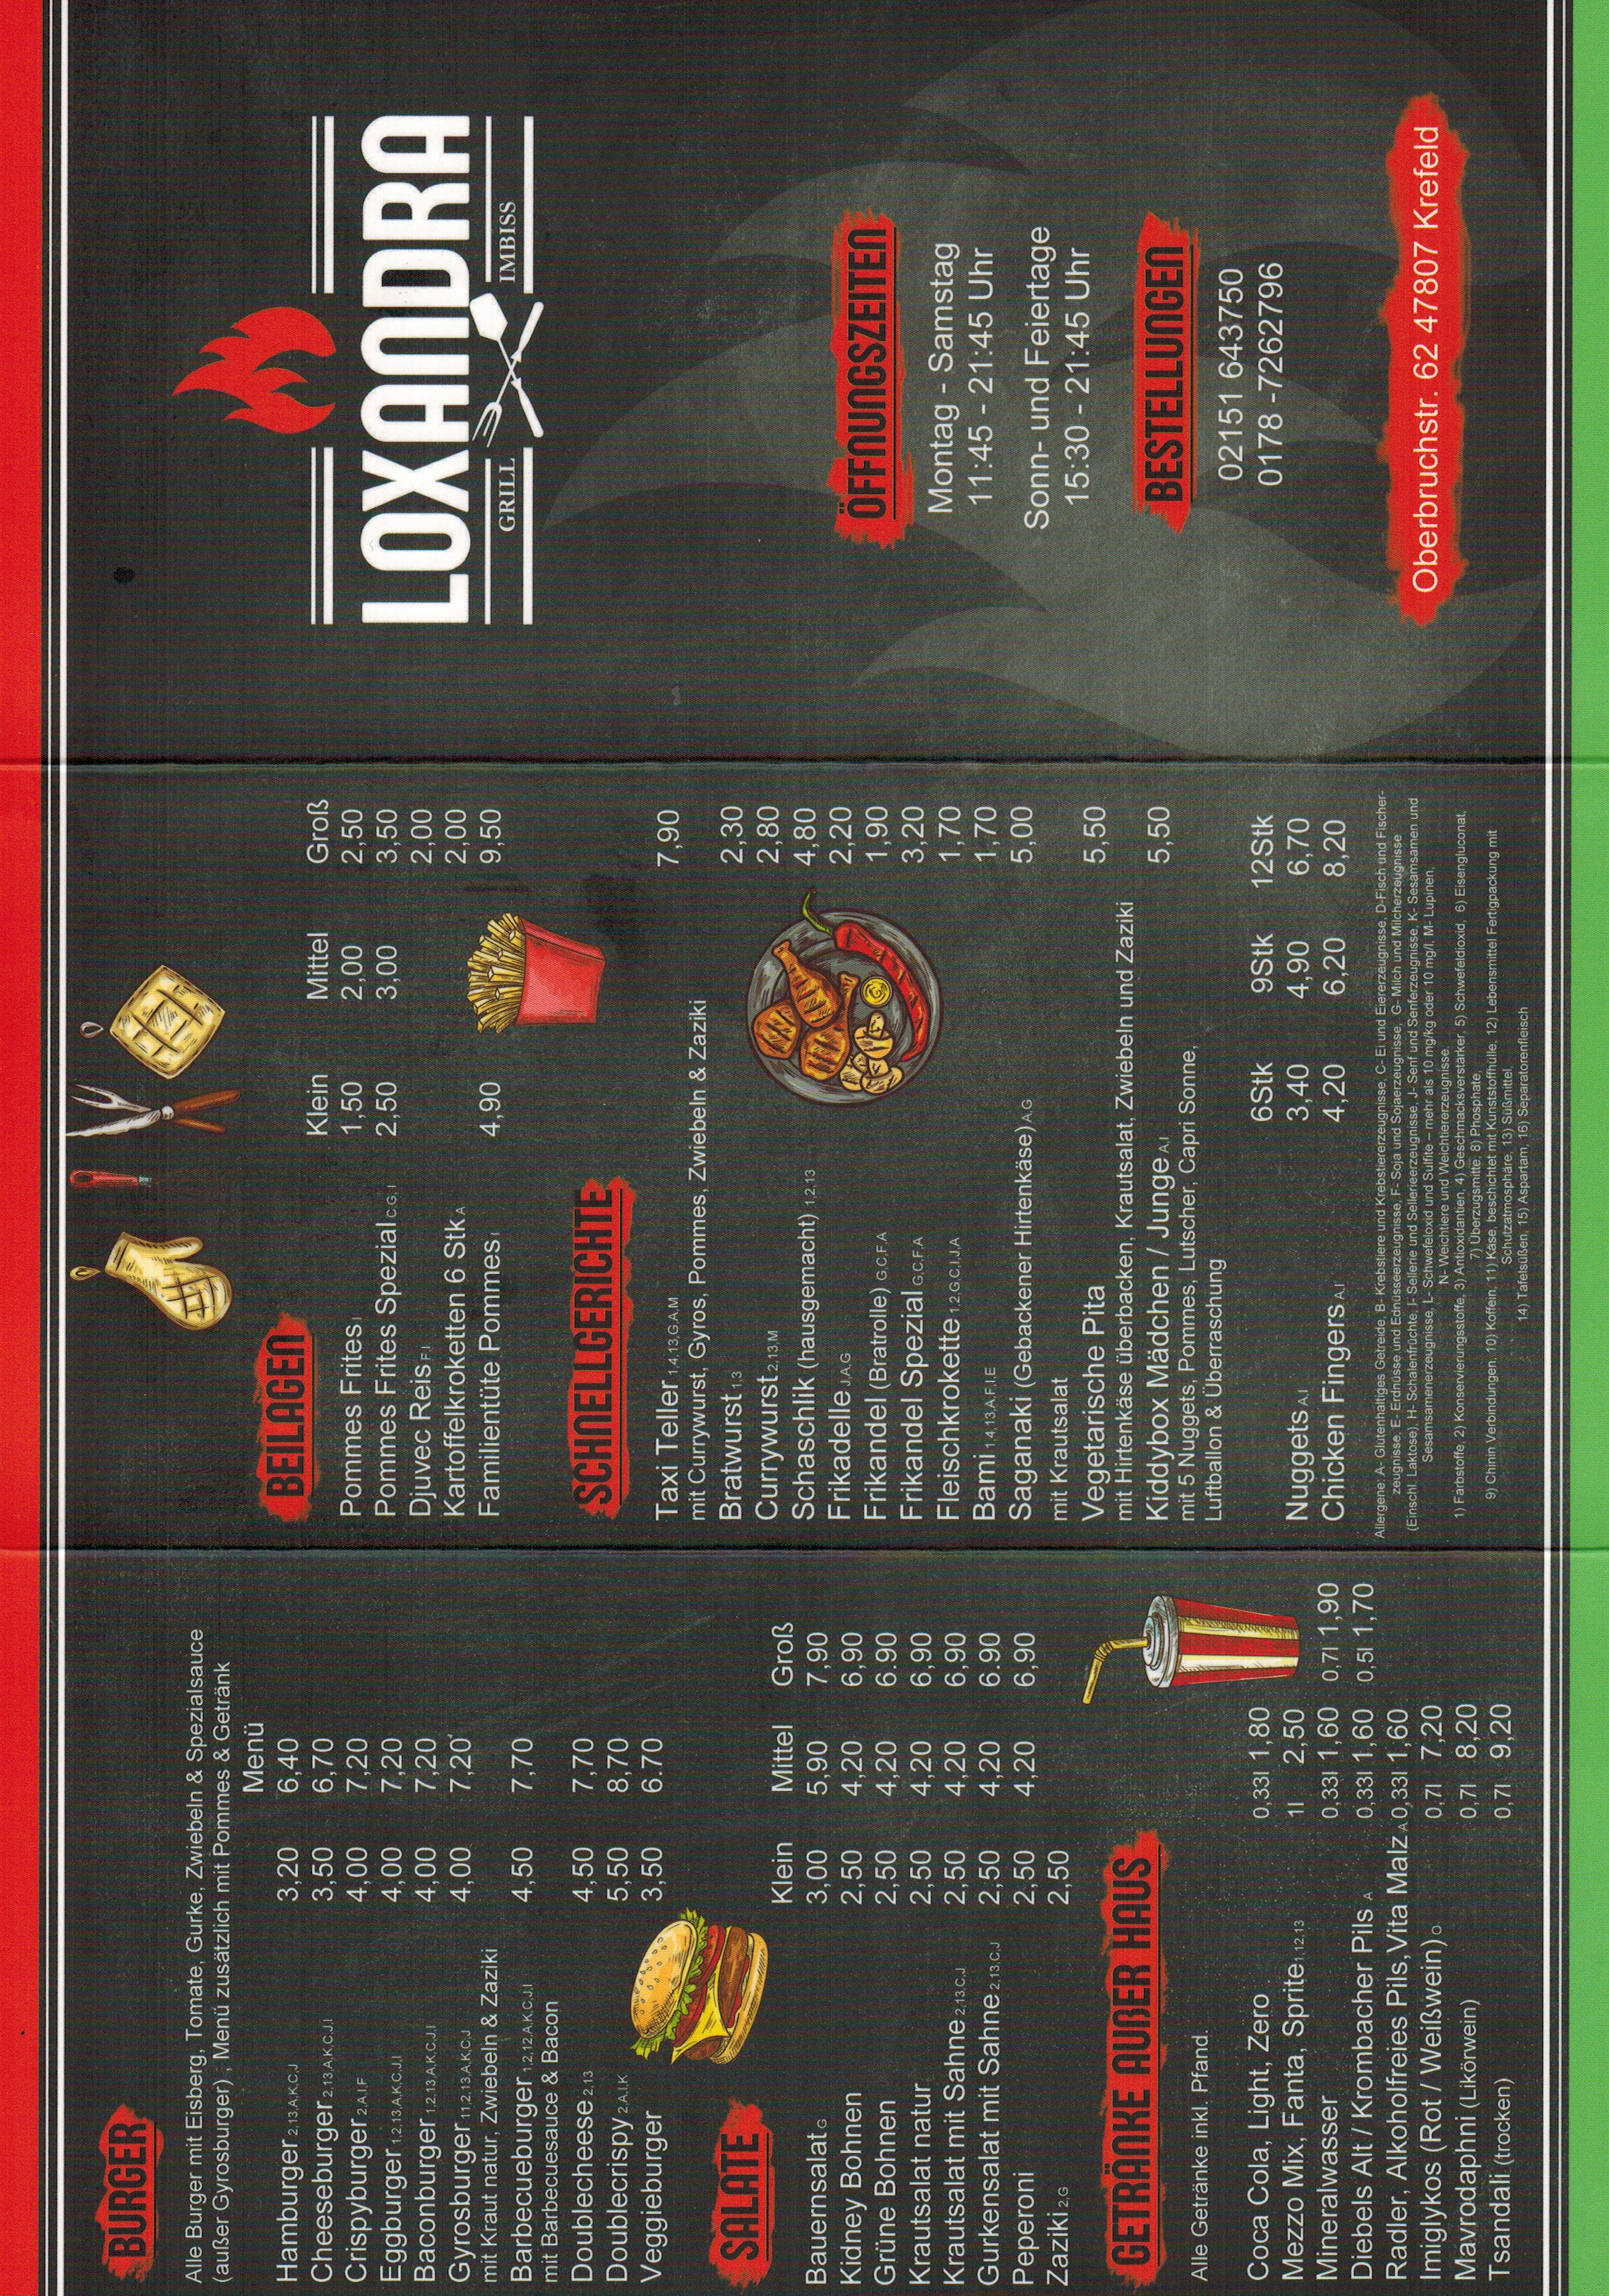 BURGER
Alle Burger mit Eisberg, Tomate, Gurke, Zwiebeln & Spezialsauce
(außer Gyrosburger) ; Menü zusätzlich mit Pommes & Getränk
Menü
Hamburger 2,13,A,K,C,J 3,20 6,40
Cheeseburger 2,13,A,K,C,J,I 3,50 6,70
Crispyburger 2,A,I,F 4,00 7,20
Eggburger 1,2,13,A,K,C,J,I 4,00 7,20
Baconburger 1,2,13,A,K,C,J,I 4,00 7,20
Gyrosburger 11,2,13,A,K,C,J 4,00 7,20
mit Kraut natur, Zwiebeln & Zaziki
Barbecueburger 1,2,12,A,K,C,J,I 4,50 7,70
mit Barbecuesauce & Bacon
Doublecheese 2,13 4,50 7,70
Doublecrispy 2,A,I,K 5,50 8,70
Veggieburger 3,50 6.70
SALATE
Klein Mittel Groß
Bauernsalat G 3,00 5,90 7,90
Kidney Bohnen 2,50 4,20 6,90
Grüne Bohnen 2,50 4,20 6.90
Krautsalat natur 2,50 4,20 6,90
Krautsalat mit Sahne 2,13,C,J 2,50 4,20 6,90
Gurkensalat mit Sahne 2,13,C,J 2,50 4,20 6.90
Peperoni 2,50 4,20 6,90
Zaziki 2,G 2,50
GETRÄNKE AUßER HAUS
Alle Getränke inkl. Pfand.
Coca Cola, Light, Zero 0,33l 1,80
Mezzo Mix, Fanta, Sprite 1,12,13 1l 2,50
Mineralwasser 0,33l 1,60 0,7l 1,90
Diebels Alt / Krombacher Pils A 0,33l 1,60 0,5l 1,70
Radler, Alkoholfreies Pils,Vita Malz A 0,33l 1,60
Imiglykos (Rot / Weißwein) O 0,7l 7,20
Mavrodaphni (Likörwein) 0,7l 8,20
Tsandali (trocken) 0,7l 9,20
BEILAGEN
Klein Mittel Groß
Pommes Frites I 1,50 2,00 2,50
Pommes Frites Spezial C,G, I 2,50 3,00 3,50
Djuvec Reis F,I 2,00
Kartoffelkroketten 6 Stk A 2,00
Familientüte Pommes I 4,90 9,50
SCHNELLGERICHTE
Taxi Teller 1,4,13,G,A,M 7,90
mit Currywurst, Gyros, Pommes, Zwiebeln & Zaziki
Bratwurst 1,3 2,30
Currywurst 2,13,M 2,80
Schaschlik (hausgemacht) 1,2,13 4,80
Frikadelle J,A,G 2,20
Frikandel (Bratrolle) G,C,F,A 1,90
Frikandel Spezial G,C,F,A 3,20
Fleischkrokette 1,2,G,C,I,J,A 1,70
Bami 1,4,13,A,F,I,E 1,70
Saganaki (Gebackener Hirtenkäse) A,G 5,00
mit Krautsalat
Vegetarische Pita 5,50
mit Hirtenkäse überbacken, Krautsalat, Zwiebeln und Zaziki
Kiddybox Mädchen / Junge A,I 5,50
mit 5 Nuggets, Pommes, Lutscher, Capri Sonne,
Luftballon & Überraschung
6Stk 9Stk 12Stk
Nuggets A,I 3,40 4,90 6,70
Chicken Fingers A,I 4,20 6,20 8,20
Allergene: A- Glutenhaltiges Getreide, B- Krebstiere und Krebstiererzeugnisse, C- Ei und Eiererzeugnisse, D-Fisch und Fischer-
zeugnisse, E- Erdnüsse und Ednüsseerzeugnisse, F- Soja und Sojaerzeugnisse, G- Milch und Milcherzeugnisse
(Einschl. Laktose), H- Schalenfrüchte, I- Sellerie und Sellerieerzeugnisse, J- Senf und Senferzeugnisse, K- Sesamsamen und
Sesamsamenerzeugnisse, L- Schwefeloxid und Sulfite – mehr als 10 mg/kg oder 10 mg/l, M- Lupinen,
N- Weichtiere und Weichtiererzeugnisse.
1) Farbstoffe, 2) Konservierungsstoffe, 3) Antioxidantien, 4) Geschmacksverstärker, 5) Schwefeldioxid, 6) Eisengluconat,
7) Überzugsmitte, 8) Phosphate,
9) Chinin Verbindungen, 10) Koffein, 11) Käse, beschichtet mit Kunststoffhülle, 12) Lebensmittel Fertigpackung mit
Schutzatmosphäre, 13) Süßmittel,
14) Tafelsüßen, 15) Aspartam, 16) Separatorenfleisch
LOXANDRA
GRILL IMBISS
ÖFFNUNGSZEITEN
Montag - Samstag
11:45 - 21:45 Uhr
Sonn- und Feiertage
15:30 - 21:45 Uhr
BESTELLUNGEN
02151 643750
0178 -7262796
Oberbruchstr. 62 47807 Krefeld